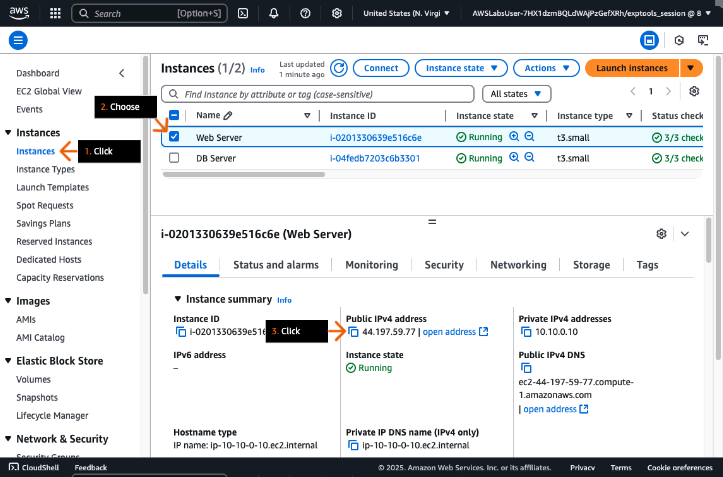 aws
Search
[Option+S]
United States (N. Virgi
AWSLabsUser-7HX1dzmBQLdWAjPzGefXRh/exptools_session @ 8
Dashboard
EC2 Global View
Events
Instances
Instances
Instance Types
Launch Templates
Spot Requests
Savings Plans
Reserved Instances
Dedicated Hosts
Capacity Reservations
Images
AMIs
AMI Catalog
Elastic Block Store
Volumes
Snapshots
Lifecycle Manager
Network & Security
1. Click
2. Choose
Instances (1/2) Info
Last updated
1 minute ago
Connect
Instance state
Actions
Launch instances
Find Instance by attribute or tag (case-sensitive)
All states
1
Name Instance ID Instance state Instance type Status check
Web Server i-0201330639e516c6e Running t3.small 3/3 check
DB Server i-04fedb7203c6b3301 Running t3.small 3/3 check
i-0201330639e516c6e (Web Server)
Details Status and alarms Monitoring Security Networking Storage Tags
Instance summary Info
Instance ID
i-0201330639e516
3. Click
Public IPv4 address
44.197.59.77 | open address
Private IPv4 addresses
10.10.0.10
IPv6 address
–
Instance state
Running
Public IPv4 DNS
ec2-44-197-59-77.compute-
1.amazonaws.com
| open address
Hostname type
IP name: ip-10-10-0-10.ec2.internal
Private IP DNS name (IPv4 only)
ip-10-10-0-10.ec2.internal
CloudShell Feedback
© 2025, Amazon Web Services, Inc. or its affiliates. Privacy Terms Cookie preferences